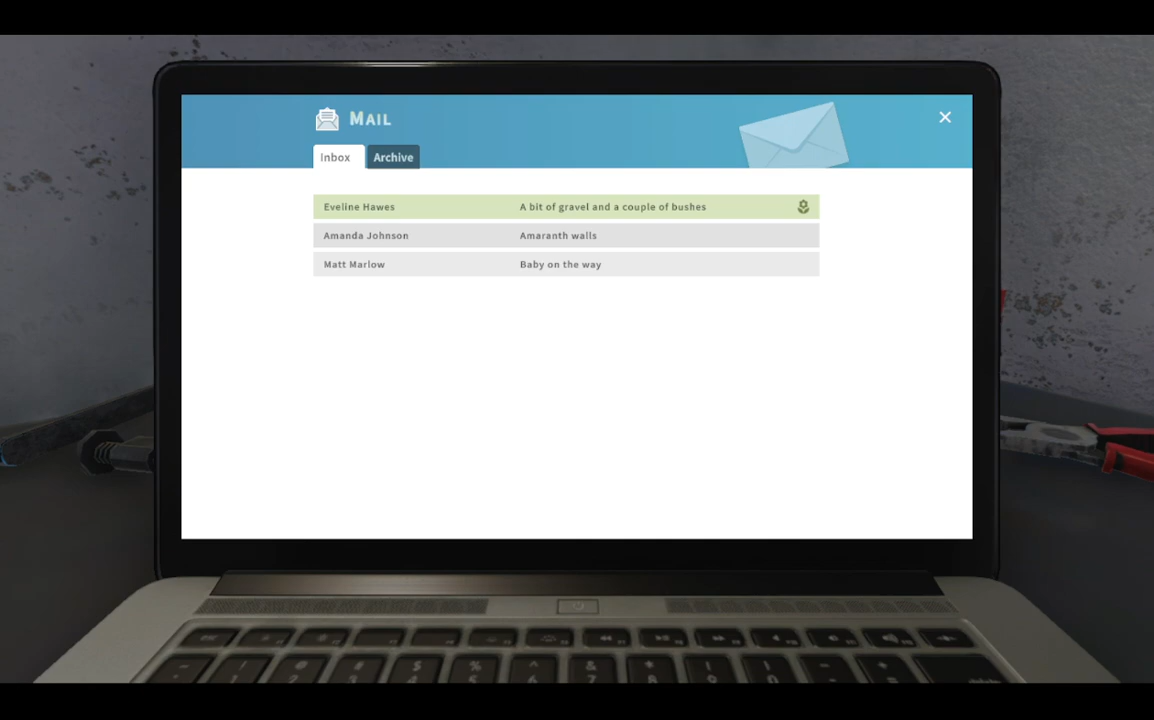 Mail
Inbox Archive
Eveline Hawes A bit of gravel and a couple of bushes
Amanda Johnson Amaranth walls
Matt Marlow Baby on the way